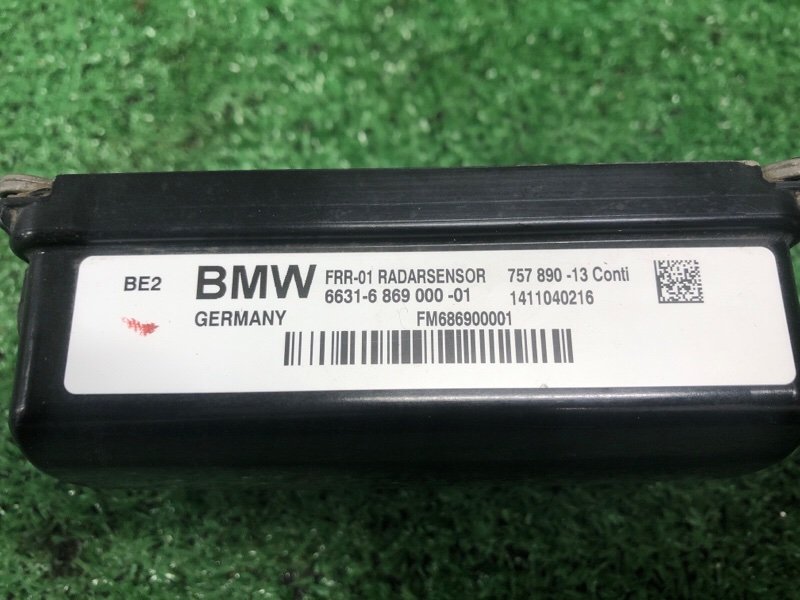 BE2
BMW FRR-01 RADARSENSOR 757 890 -13 Conti
6631-6 869 000 -01 1411040216
GERMANY FM686900001